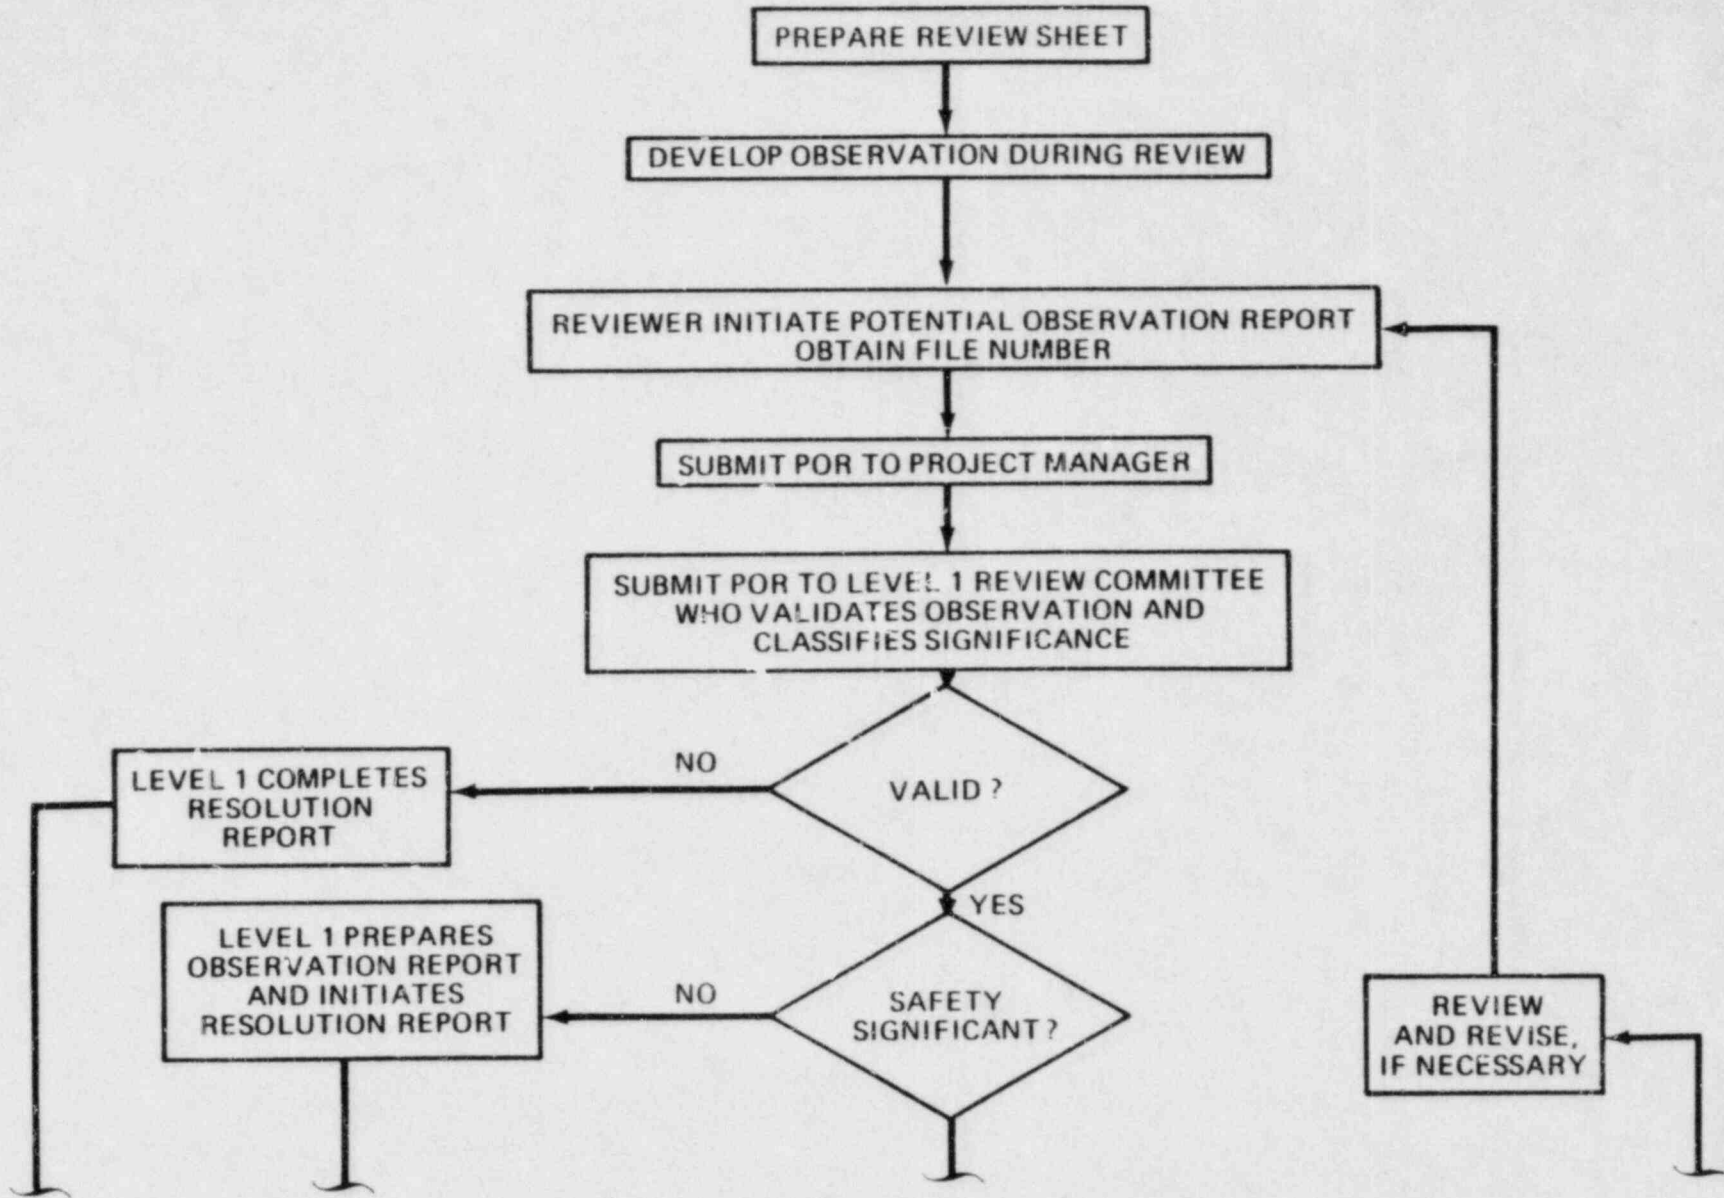 PREPARE REVIEW SHEET
DEVELOP OBSERVATION DURING REVIEW
REVIEWER INITIATE POTENTIAL OBSERVATION REPORT
OBTAIN FILE NUMBER
SUBMIT POR TO PROJECT MANAGER
SUBMIT POR TO LEVEL 1 REVIEW COMMITTEE
WHO VALIDATES OBSERVATION AND
CLASSIFIES SIGNIFICANCE
VALID ?
NO
LEVEL 1 COMPLETES
RESOLUTION
REPORT
YES
SAFETY
SIGNIFICANT ?
NO
LEVEL 1 PREPARES
OBSERVATION REPORT
AND INITIATES
RESOLUTION REPORT
REVIEW
AND REVISE,
IF NECESSARY